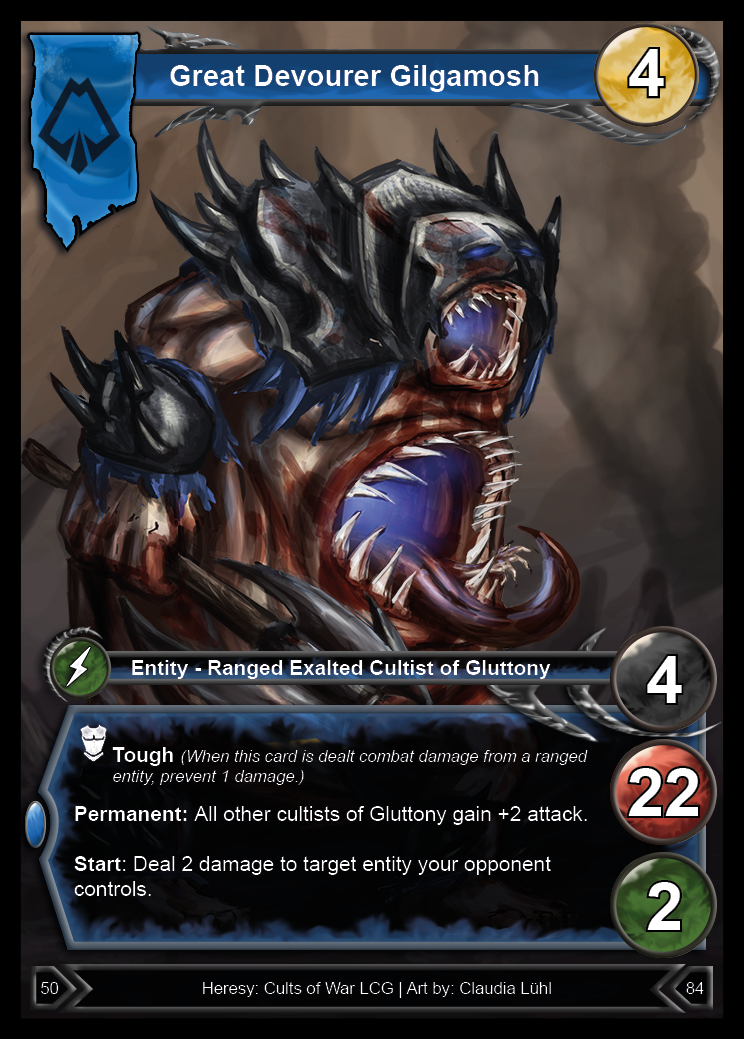 Great Devourer Gilgamosh
4
Entity - Ranged Exalted Cultist of Gluttony
4
Tough (When this card is dealt combat damage from a ranged
entity, prevent 1 damage.)
22
Permanent: All other cultists of Gluttony gain +2 attack.
Start: Deal 2 damage to target entity your opponent
controls.
2
50
Heresy: Cults of War LCG | Art by: Claudia Lühl
84